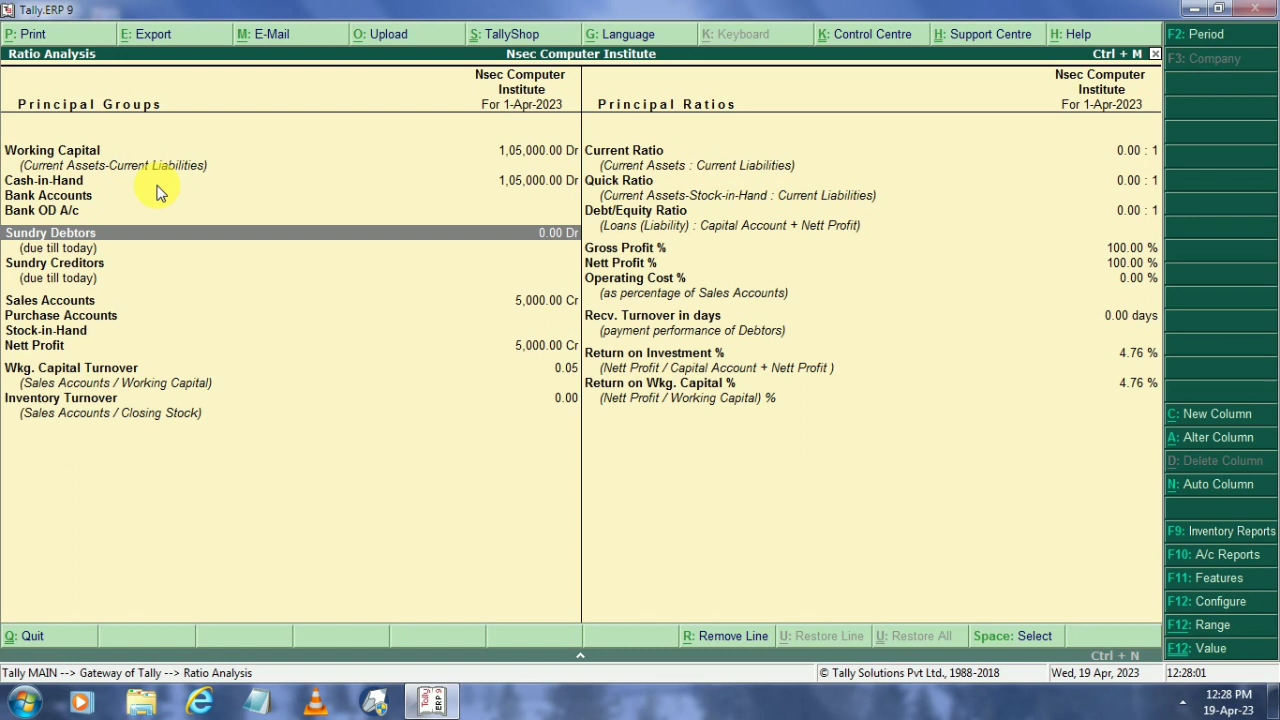 Tally.ERP 9
P: Print E: Export M: E-Mail O: Upload S: TallyShop G: Language K: Keyboard K: Control Centre H: Support Centre H: Help
Ratio Analysis Nsec Computer Institute Ctrl + M
Nsec Computer
Institute
Principal Groups For 1-Apr-2023
Working Capital 1,05,000.00 Dr
(Current Assets-Current Liabilities)
Cash-in-Hand 1,05,000.00 Dr
Bank Accounts
Bank OD A/c
Sundry Debtors 0.00 Dr
(due till today)
Sundry Creditors
(due till today)
Sales Accounts 5,000.00 Cr
Purchase Accounts
Stock-in-Hand
Nett Profit 5,000.00 Cr
Wkg. Capital Turnover 0.05
(Sales Accounts / Working Capital)
Inventory Turnover 0.00
(Sales Accounts / Closing Stock)
Nsec Computer
Institute
Principal Ratios For 1-Apr-2023
Current Ratio 0.00 : 1
(Current Assets : Current Liabilities)
Quick Ratio 0.00 : 1
(Current Assets-Stock-in-Hand : Current Liabilities)
Debt/Equity Ratio 0.00 : 1
(Loans (Liability) : Capital Account + Nett Profit)
Gross Profit % 100.00 %
Nett Profit % 100.00 %
Operating Cost % 0.00 %
(as percentage of Sales Accounts)
Recv. Turnover in days 0.00 days
(payment performance of Debtors)
Return on Investment % 4.76 %
(Nett Profit / Capital Account + Nett Profit )
Return on Wkg. Capital % 4.76 %
(Nett Profit / Working Capital) %
F2: Period
F3: Company
C: New Column
A: Alter Column
D: Delete Column
N: Auto Column
F9: Inventory Reports
F10: A/c Reports
F11: Features
F12: Configure
F12: Range
F12: Value
Q: Quit R: Remove Line U: Restore Line U: Restore All Space: Select
Ctrl + N
Tally MAIN --> Gateway of Tally --> Ratio Analysis © Tally Solutions Pvt Ltd., 1988-2018 Wed, 19 Apr, 2023 12:28:01
Tally ERP 9
12:28 PM
19-Apr-23